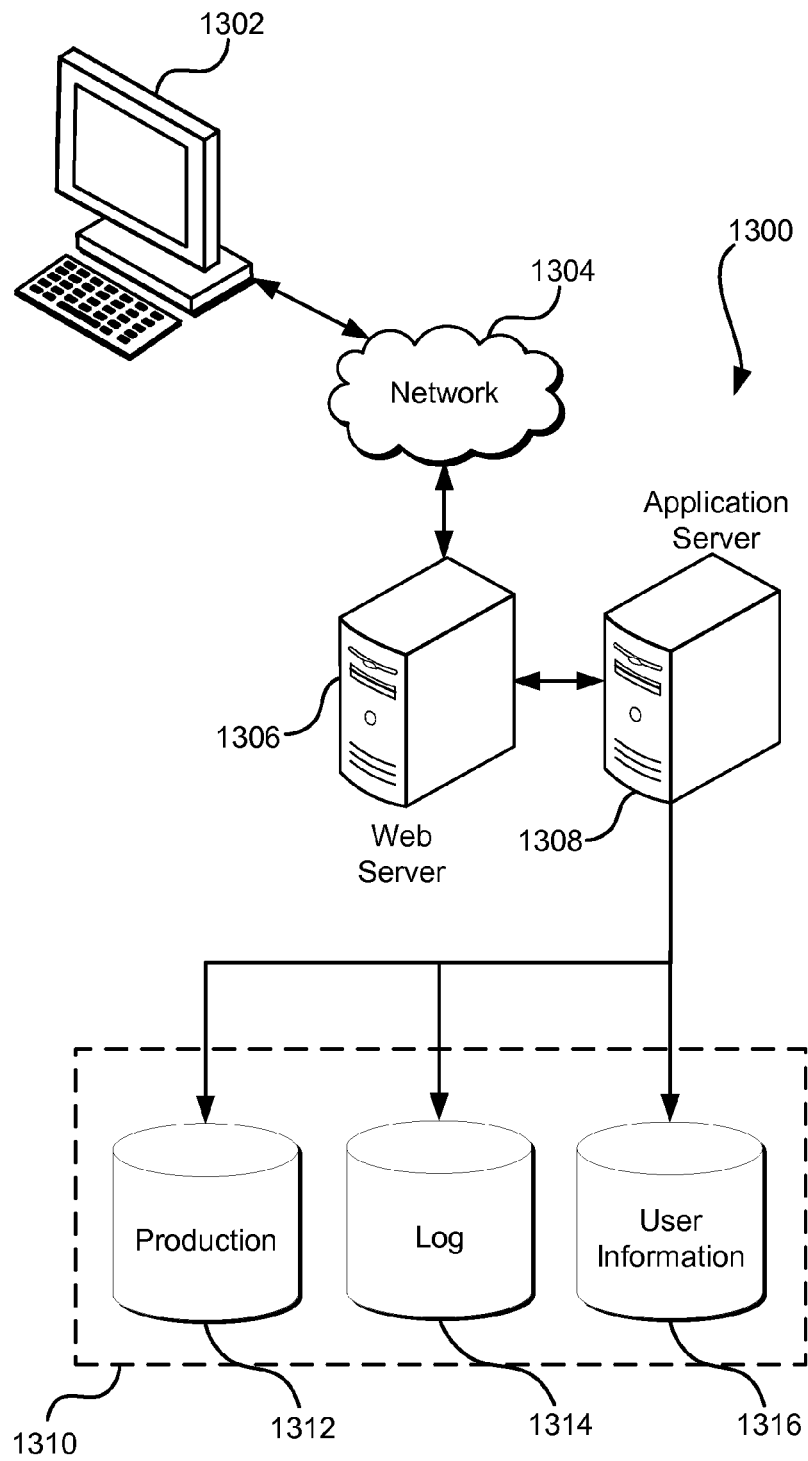 1302
1300
1304
Network
Application
Server
1306
1308
Web
Server
Production
Log
User
Information
1310
1312
1314
1316